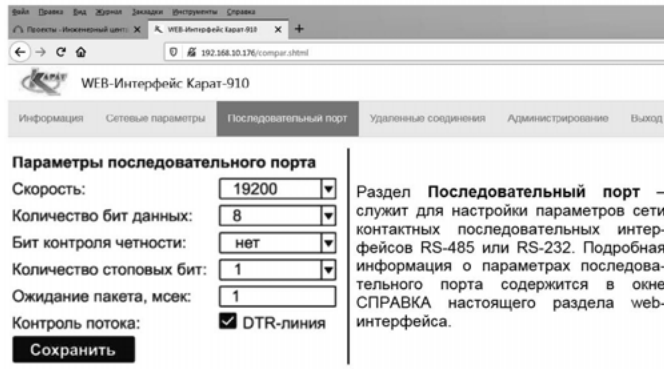 Файл Правка Вид Журнал Закладки Инструменты Справка
Проекты - Инженерный цент: X WEB-Интерфейс Карат-910 X +
192.168.10.176/compar.shtml
КАРАТ WEB-Интерфейс Карат-910
Информация Сетевые параметры Последовательный порт Удаленные соединения Администрирование Выход
Параметры последовательного порта
Скорость: 19200
Количество бит данных: 8
Бит контроля четности: нет
Количество стоповых бит: 1
Ожидание пакета, мсек: 1
Контроль потока: DTR-линия
Сохранить
Раздел Последовательный порт –
служит для настройки параметров сети
контактных последовательных интер-
фейсов RS-485 или RS-232. Подробная
информация о параметрах последова-
тельного порта содержится в окне
СПРАВКА настоящего раздела web-
интерфейса.